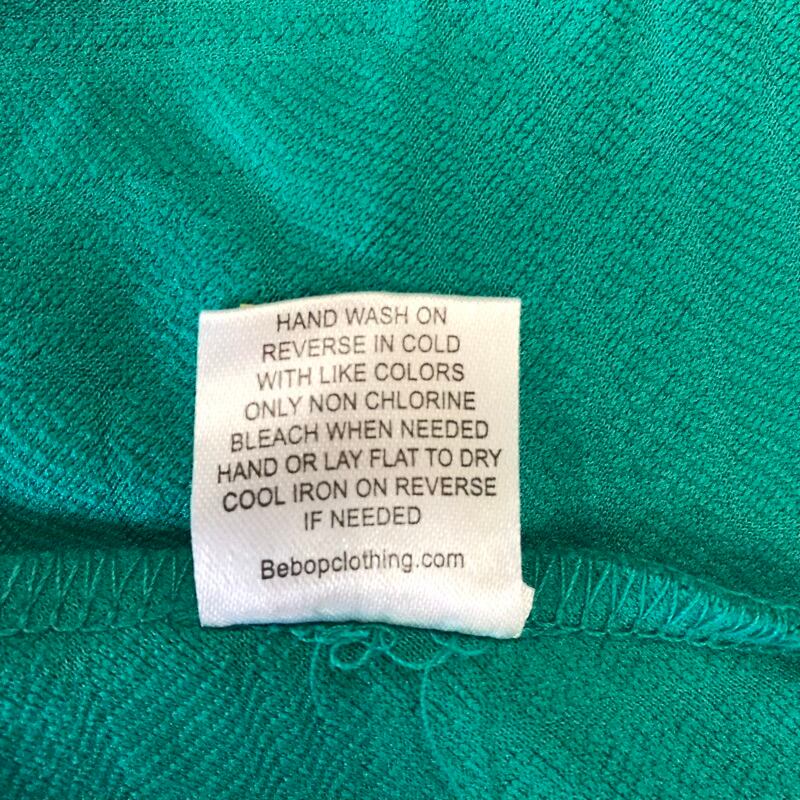 HAND WASH ON
REVERSE IN COLD
WITH LIKE COLORS
ONLY NON CHLORINE
BLEACH WHEN NEEDED
HAND OR LAY FLAT TO DRY
COOL IRON ON REVERSE
IF NEEDED
Bebopclothing.com